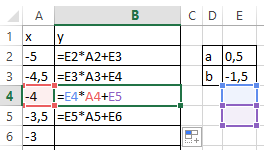 A B C D E
1 x y
2 -5 =E2*A2+E3 a 0,5
3 -4,5 =E3*A3+E4 b -1,5
4 -4 =E4*A4+E5
5 -3,5 =E5*A5+E6
6 -3